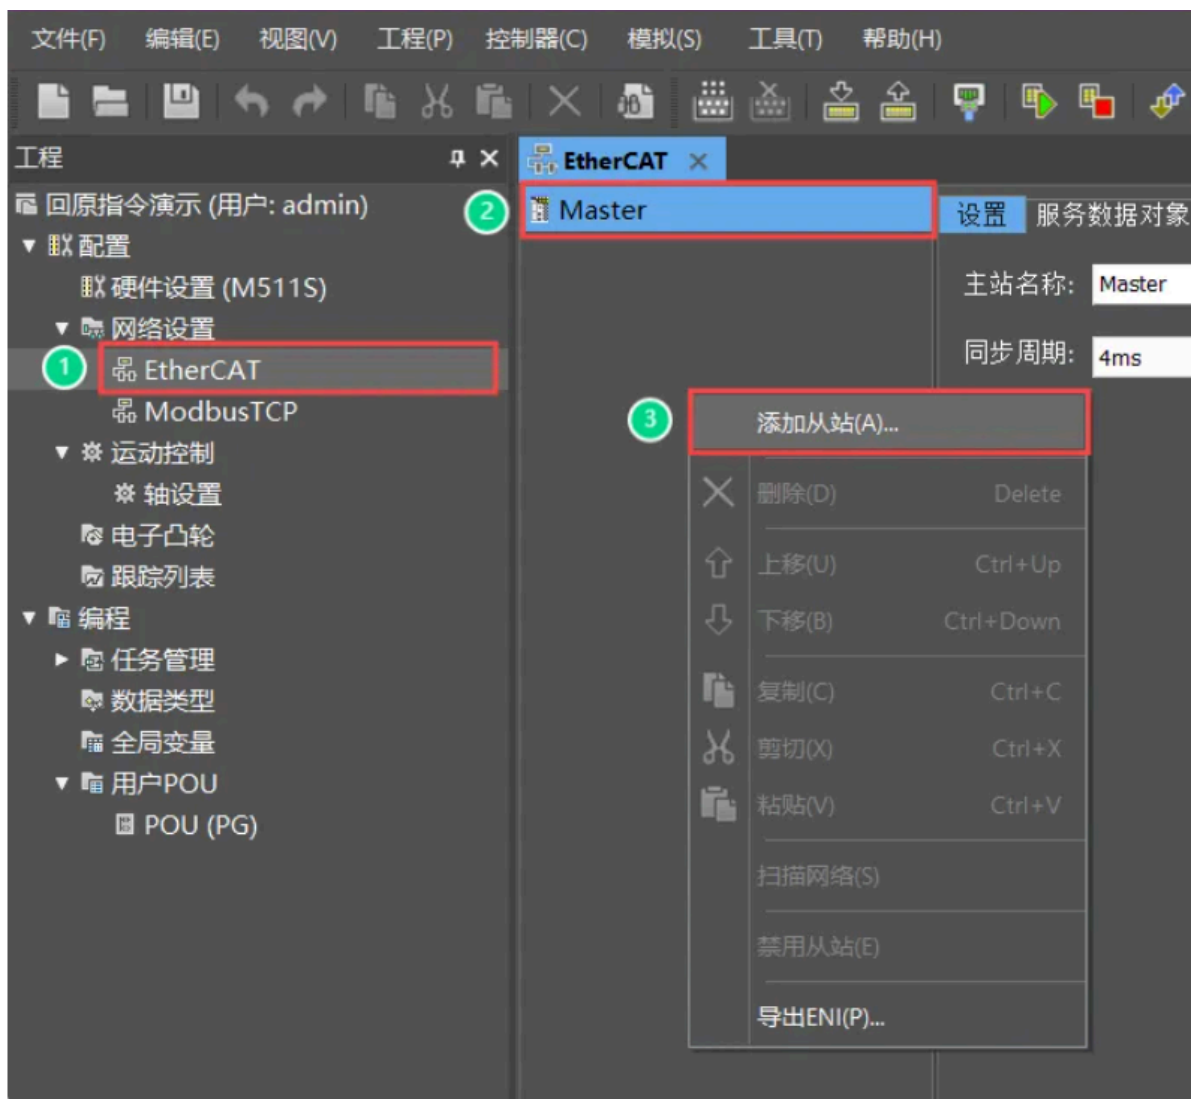 文件(F) 编辑(E) 视图(V) 工程(P) 控制器(C) 模拟(S) 工具(T) 帮助(H)
工程
EtherCAT
回原指令演示 (用户: admin)
2
Master
设置 服务数据对象
配置
硬件设置 (M511S)
主站名称: Master
网络设置
同步周期: 4ms
1
EtherCAT
ModbusTCP
3
添加从站(A)...
运动控制
轴设置
删除(D) Delete
电子凸轮
上移(U) Ctrl+Up
跟踪列表
下移(B) Ctrl+Down
编程
任务管理
复制(C) Ctrl+C
数据类型
全局变量
剪切(X) Ctrl+X
用户POU
粘贴(V) Ctrl+V
POU (PG)
扫描网络(S)
禁用从站(E)
导出ENI(P)...